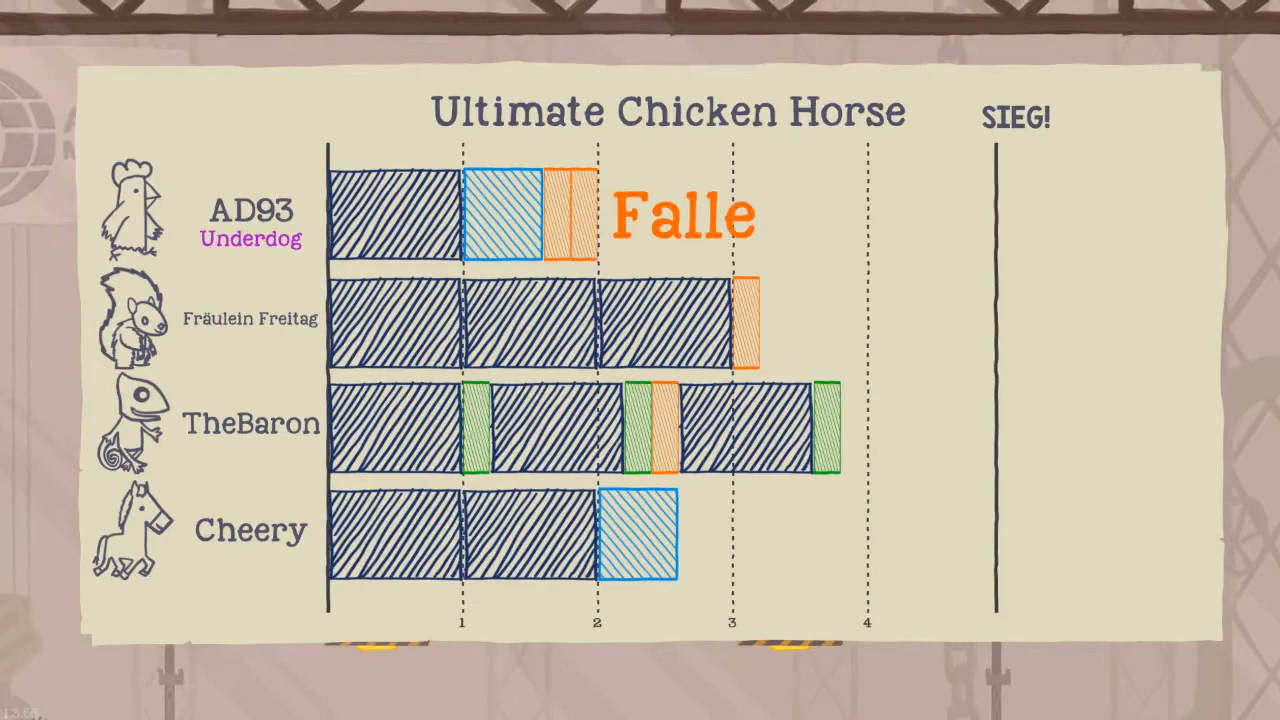 Ultimate Chicken Horse
SIEG!
AD93
Underdog
Falle
Fräulein Freitag
TheBaron
Cheery
1 2 3 4